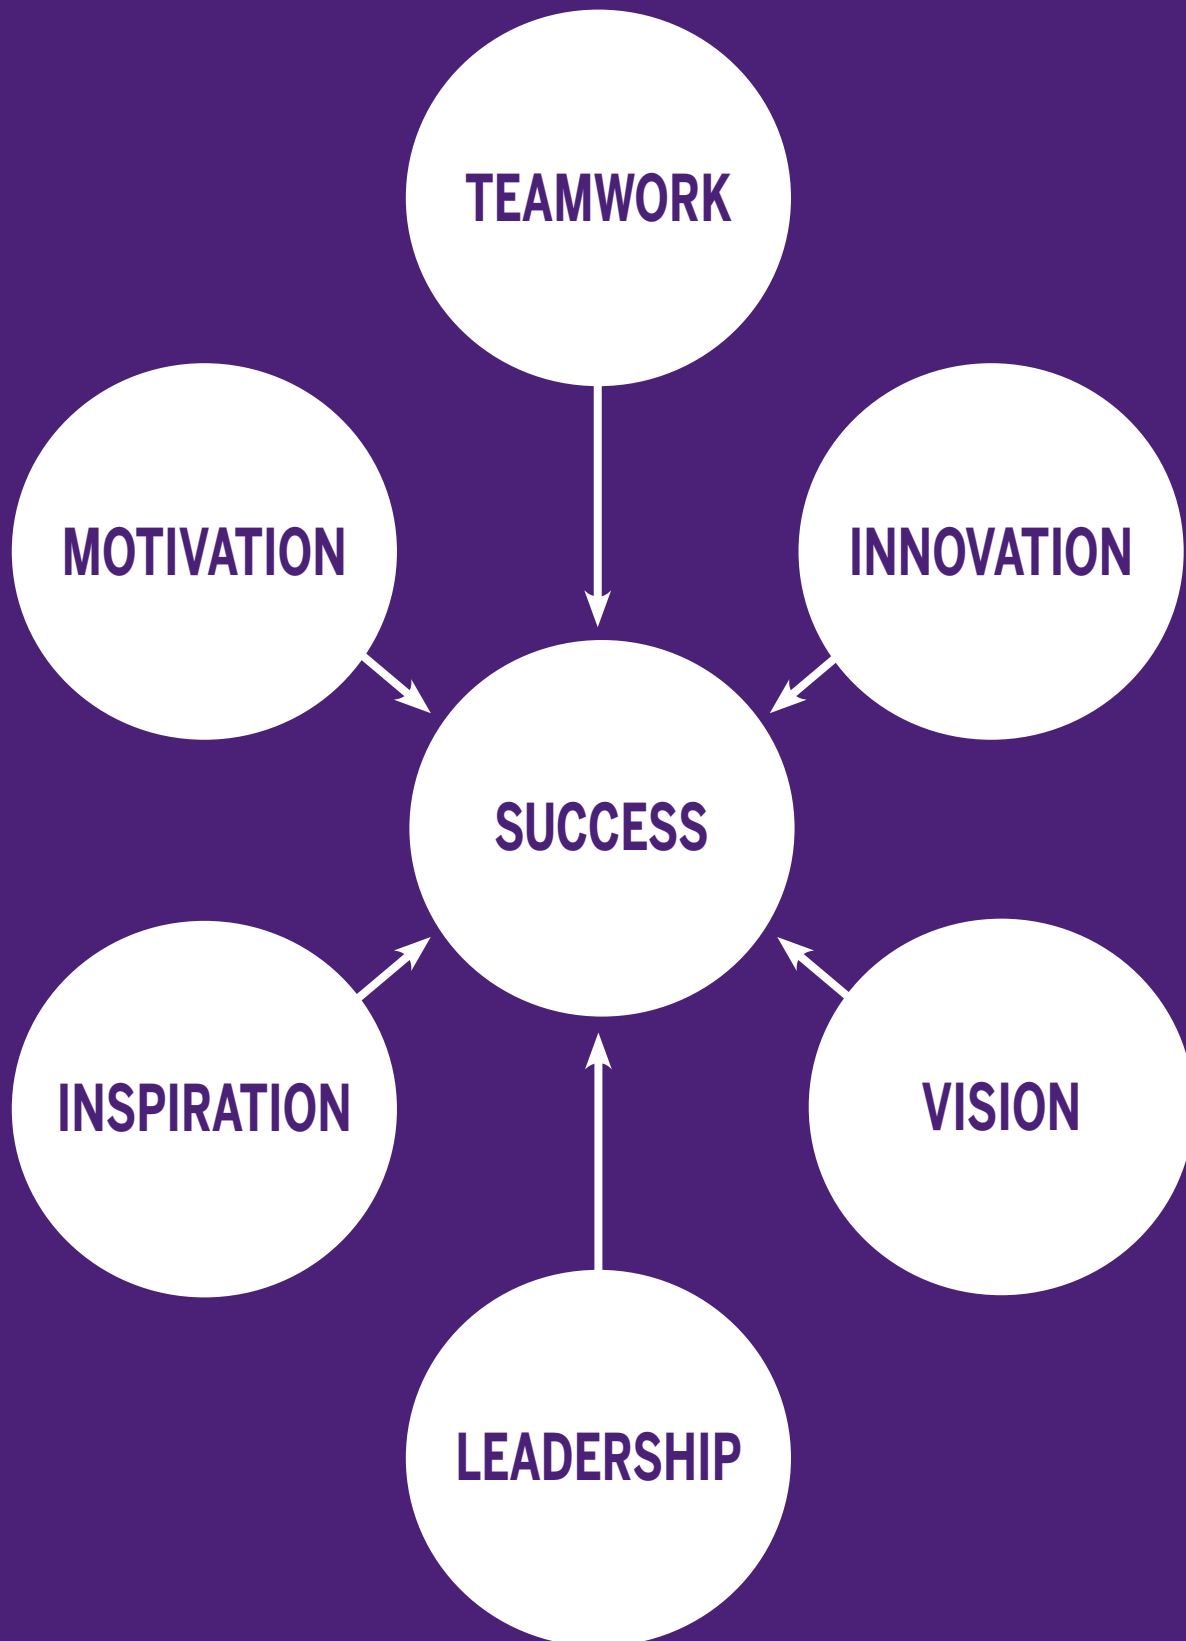 TEAMWORK
MOTIVATION
INNOVATION
SUCCESS
INSPIRATION
VISION
LEADERSHIP